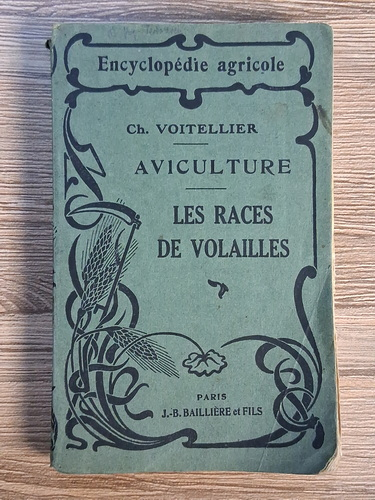 Encyclopédie agricole
Ch. VOITELLIER
AVICULTURE
LES RACES
DE VOLAILLES
PARIS
J.-B. BAILLIÈRE et FILS